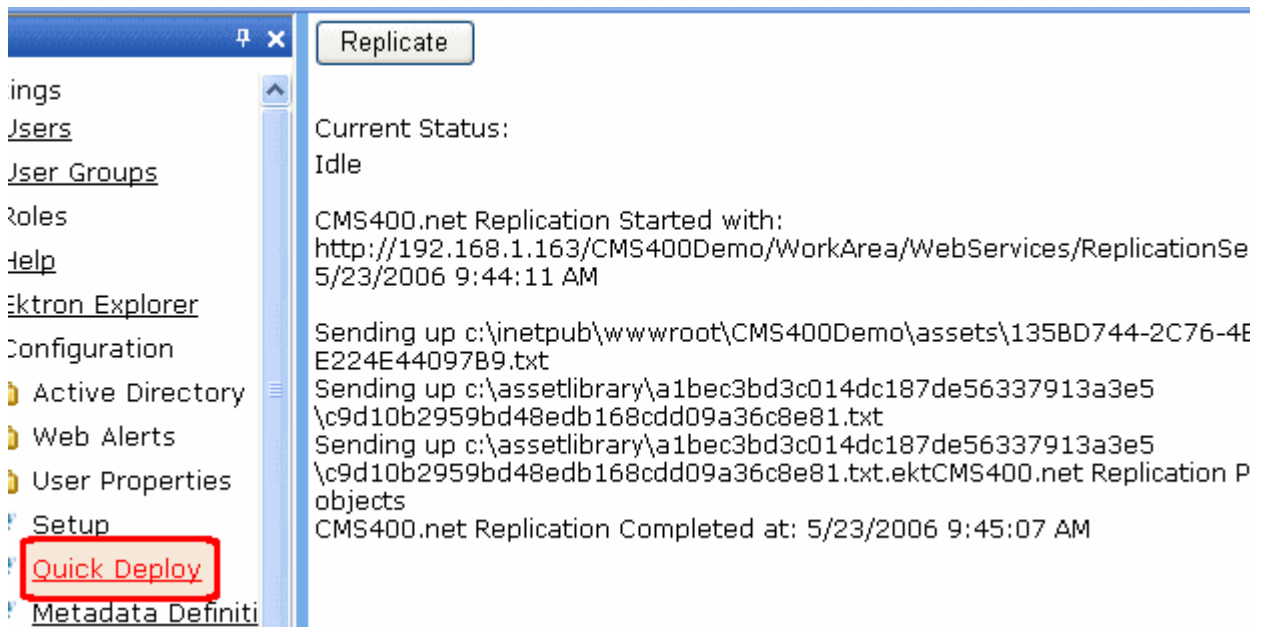 ings
Users
User Groups
Roles
Help
Ektron Explorer
Configuration
Active Directory
Web Alerts
User Properties
Setup
Quick Deploy
Metadata Definiti
Replicate
Current Status:
Idle
CMS400.net Replication Started with:
http://192.168.1.163/CMS400Demo/WorkArea/WebServices/ReplicationSe
5/23/2006 9:44:11 AM
Sending up c:\inetpub\wwwroot\CMS400Demo\assets\135BD744-2C76-4E
E224E44097B9.txt
Sending up c:\assetlibrary\a1bec3bd3c014dc187de56337913a3e5
\c9d10b2959bd48edb168cdd09a36c8e81.txt
Sending up c:\assetlibrary\a1bec3bd3c014dc187de56337913a3e5
\c9d10b2959bd48edb168cdd09a36c8e81.txt.ektCMS400.net Replication P
objects
CMS400.net Replication Completed at: 5/23/2006 9:45:07 AM